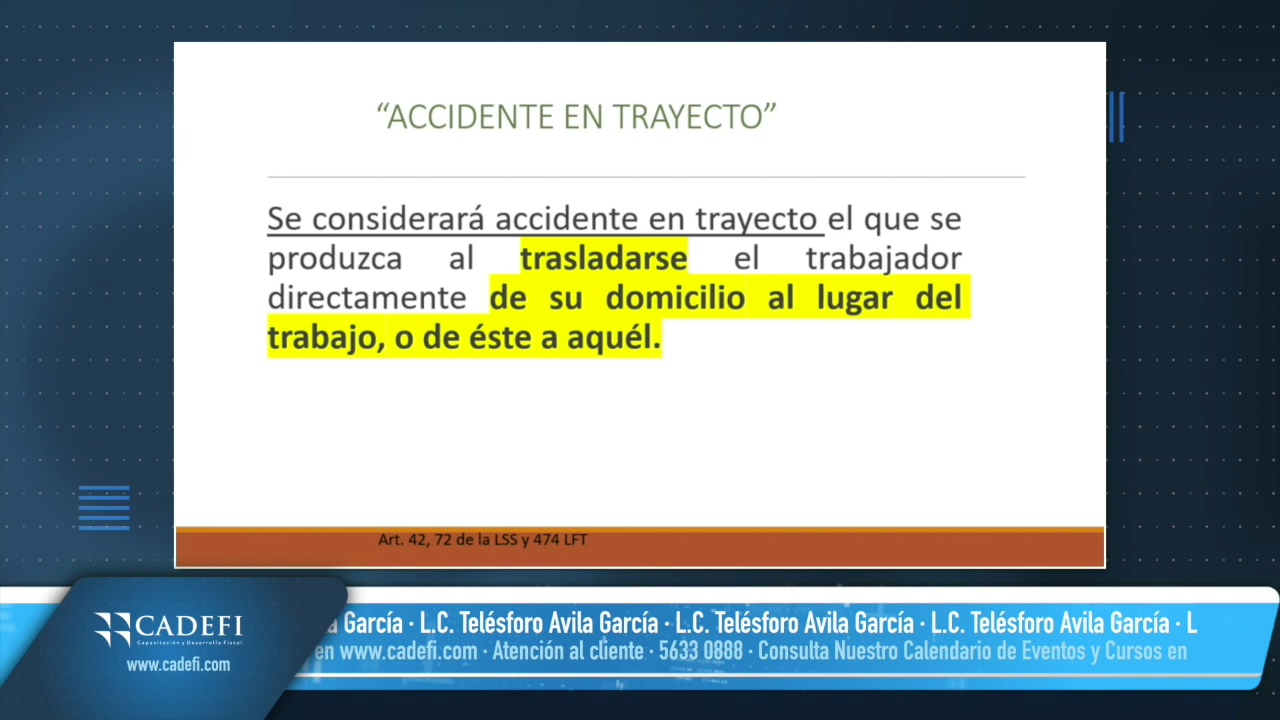 “ACCIDENTE EN TRAYECTO”
Se considerará accidente en trayecto el que se
produzca al trasladarse el trabajador
directamente de su domicilio al lugar del
trabajo, o de éste a aquél.
Art. 42, 72 de la LSS y 474 LFT
CADEFI
Capacitación y Desarrollo Fiscal
www.cadefi.com
a García · L.C. Telésforo Avila García · L.C. Telésforo Avila García · L.C. Telésforo Avila García · L
en www.cadefi.com · Atención al cliente · 5633 0888 · Consulta Nuestro Calendario de Eventos y Cursos en